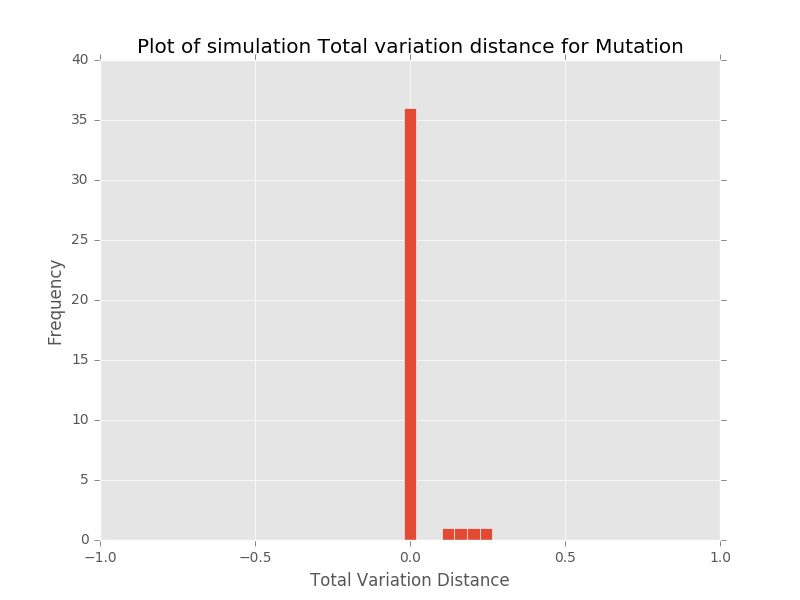 Plot of simulation Total variation distance for Mutation
40
35
30
25
20
15
10
5
0
Frequency
−1.0 −0.5 0.0 0.5 1.0
Total Variation Distance